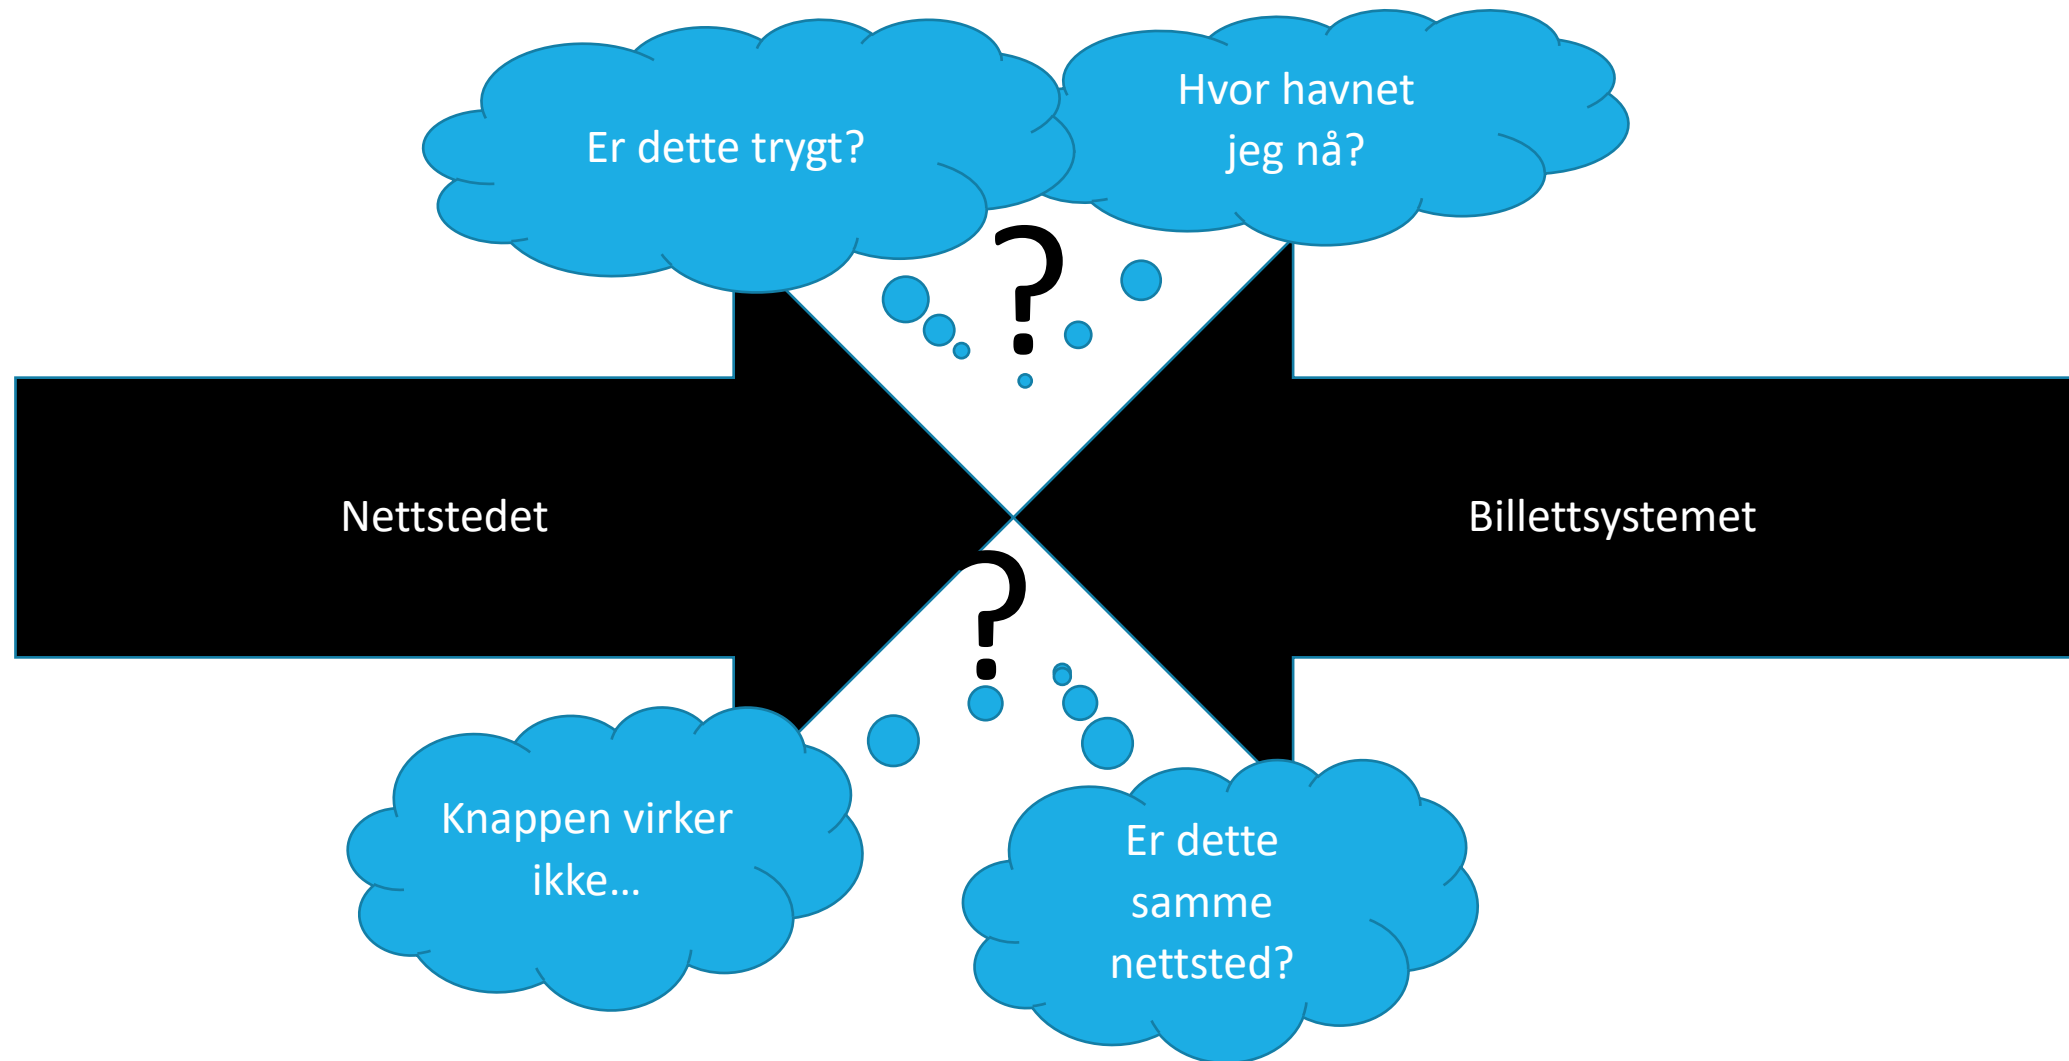 Er dette trygt?
Hvor havnet
jeg nå?
?
Nettstedet
Billettsystemet
?
Knappen virker
ikke...
Er dette
samme
nettsted?